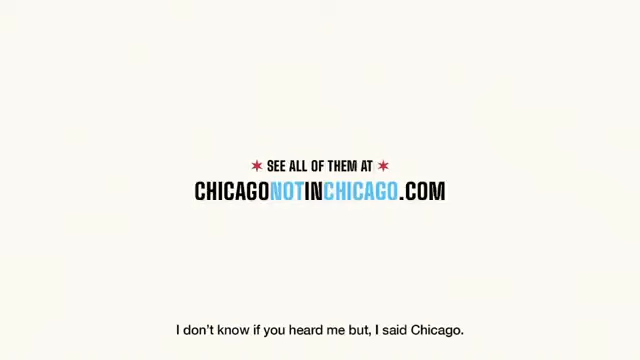 SEE ALL OF THEM AT
CHICAGONOTINCHICAGO.COM
I don't know if you heard me but, I said Chicago.